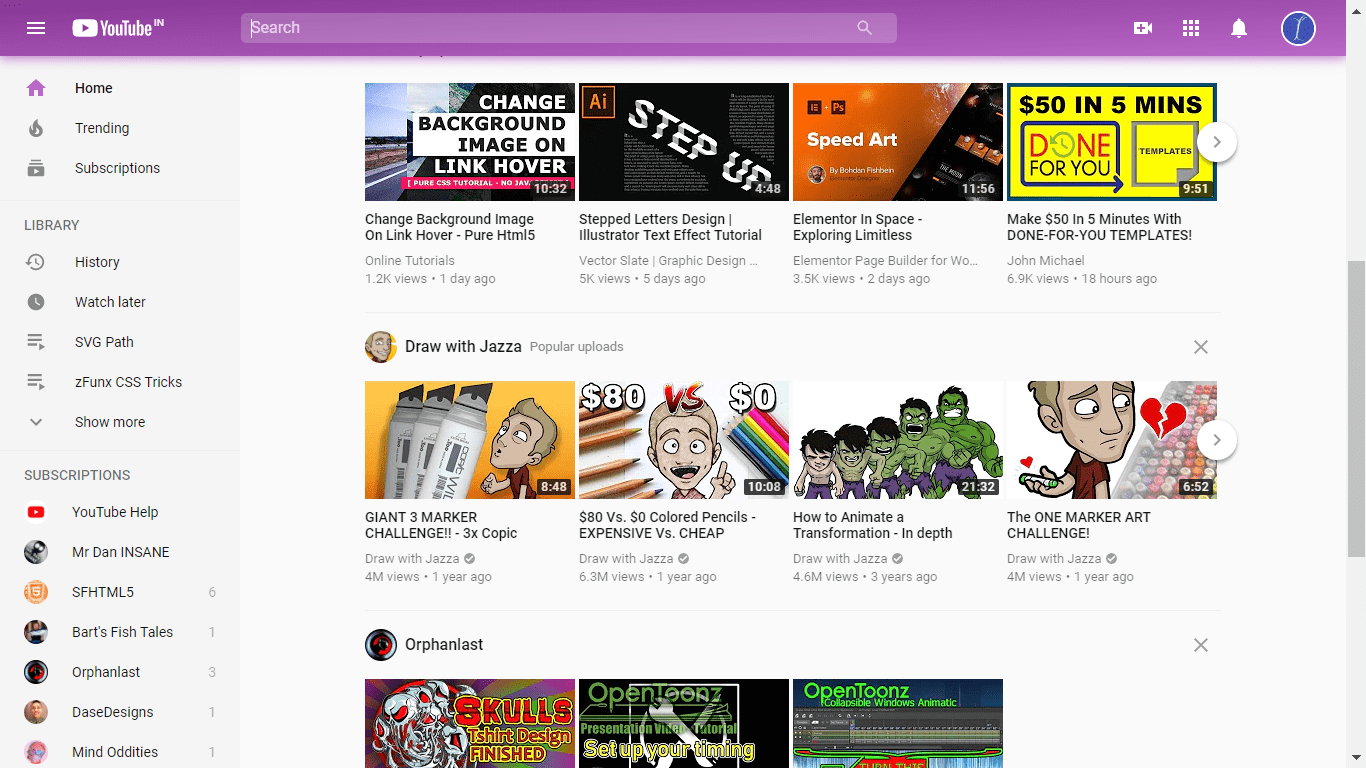 YouTube IN
Search
Home
Trending
Subscriptions
LIBRARY
History
Watch later
SVG Path
zFunx CSS Tricks
Show more
SUBSCRIPTIONS
YouTube Help
Mr Dan INSANE
SFHTML5 6
Bart's Fish Tales 1
Orphanlast 3
DaseDesigns 1
Mind Oddities 1
CHANGE
BACKGROUND
IMAGE ON
LINK HOVER
10:32
Change Background Image
On Link Hover - Pure Html5
Online Tutorials
1.2K views • 1 day ago
Ai
STEP UP
4:48
Stepped Letters Design |
Illustrator Text Effect Tutorial
Vector Slate | Graphic Design ...
5K views • 5 days ago
Ps
Speed Art
By Bohdan Fishbein
Elementor Designer
11:56
Elementor In Space -
Exploring Limitless
Elementor Page Builder for Wo...
3.5K views • 2 days ago
$50 IN 5 MINS
DONE
FOR YOU
TEMPLATES
9:51
Make $50 In 5 Minutes With
DONE-FOR-YOU TEMPLATES!
John Michael
6.9K views • 18 hours ago
Draw with Jazza Popular uploads
8:48
GIANT 3 MARKER
CHALLENGE!! - 3x Copic
Draw with Jazza
4M views • 1 year ago
$80 VS $0
10:08
$80 Vs. $0 Colored Pencils -
EXPENSIVE Vs. CHEAP
Draw with Jazza
6.3M views • 1 year ago
21:32
How to Animate a
Transformation - In depth
Draw with Jazza
4.6M views • 3 years ago
6:52
The ONE MARKER ART
CHALLENGE!
Draw with Jazza
4M views • 1 year ago
Orphanlast
SKULLS
Tshirt Design
FINISHED
OpenToonz
Presentation Video Tutorial
Set up your timing
OpenToonz
Collapsible Windows Animatic
TURN THIS